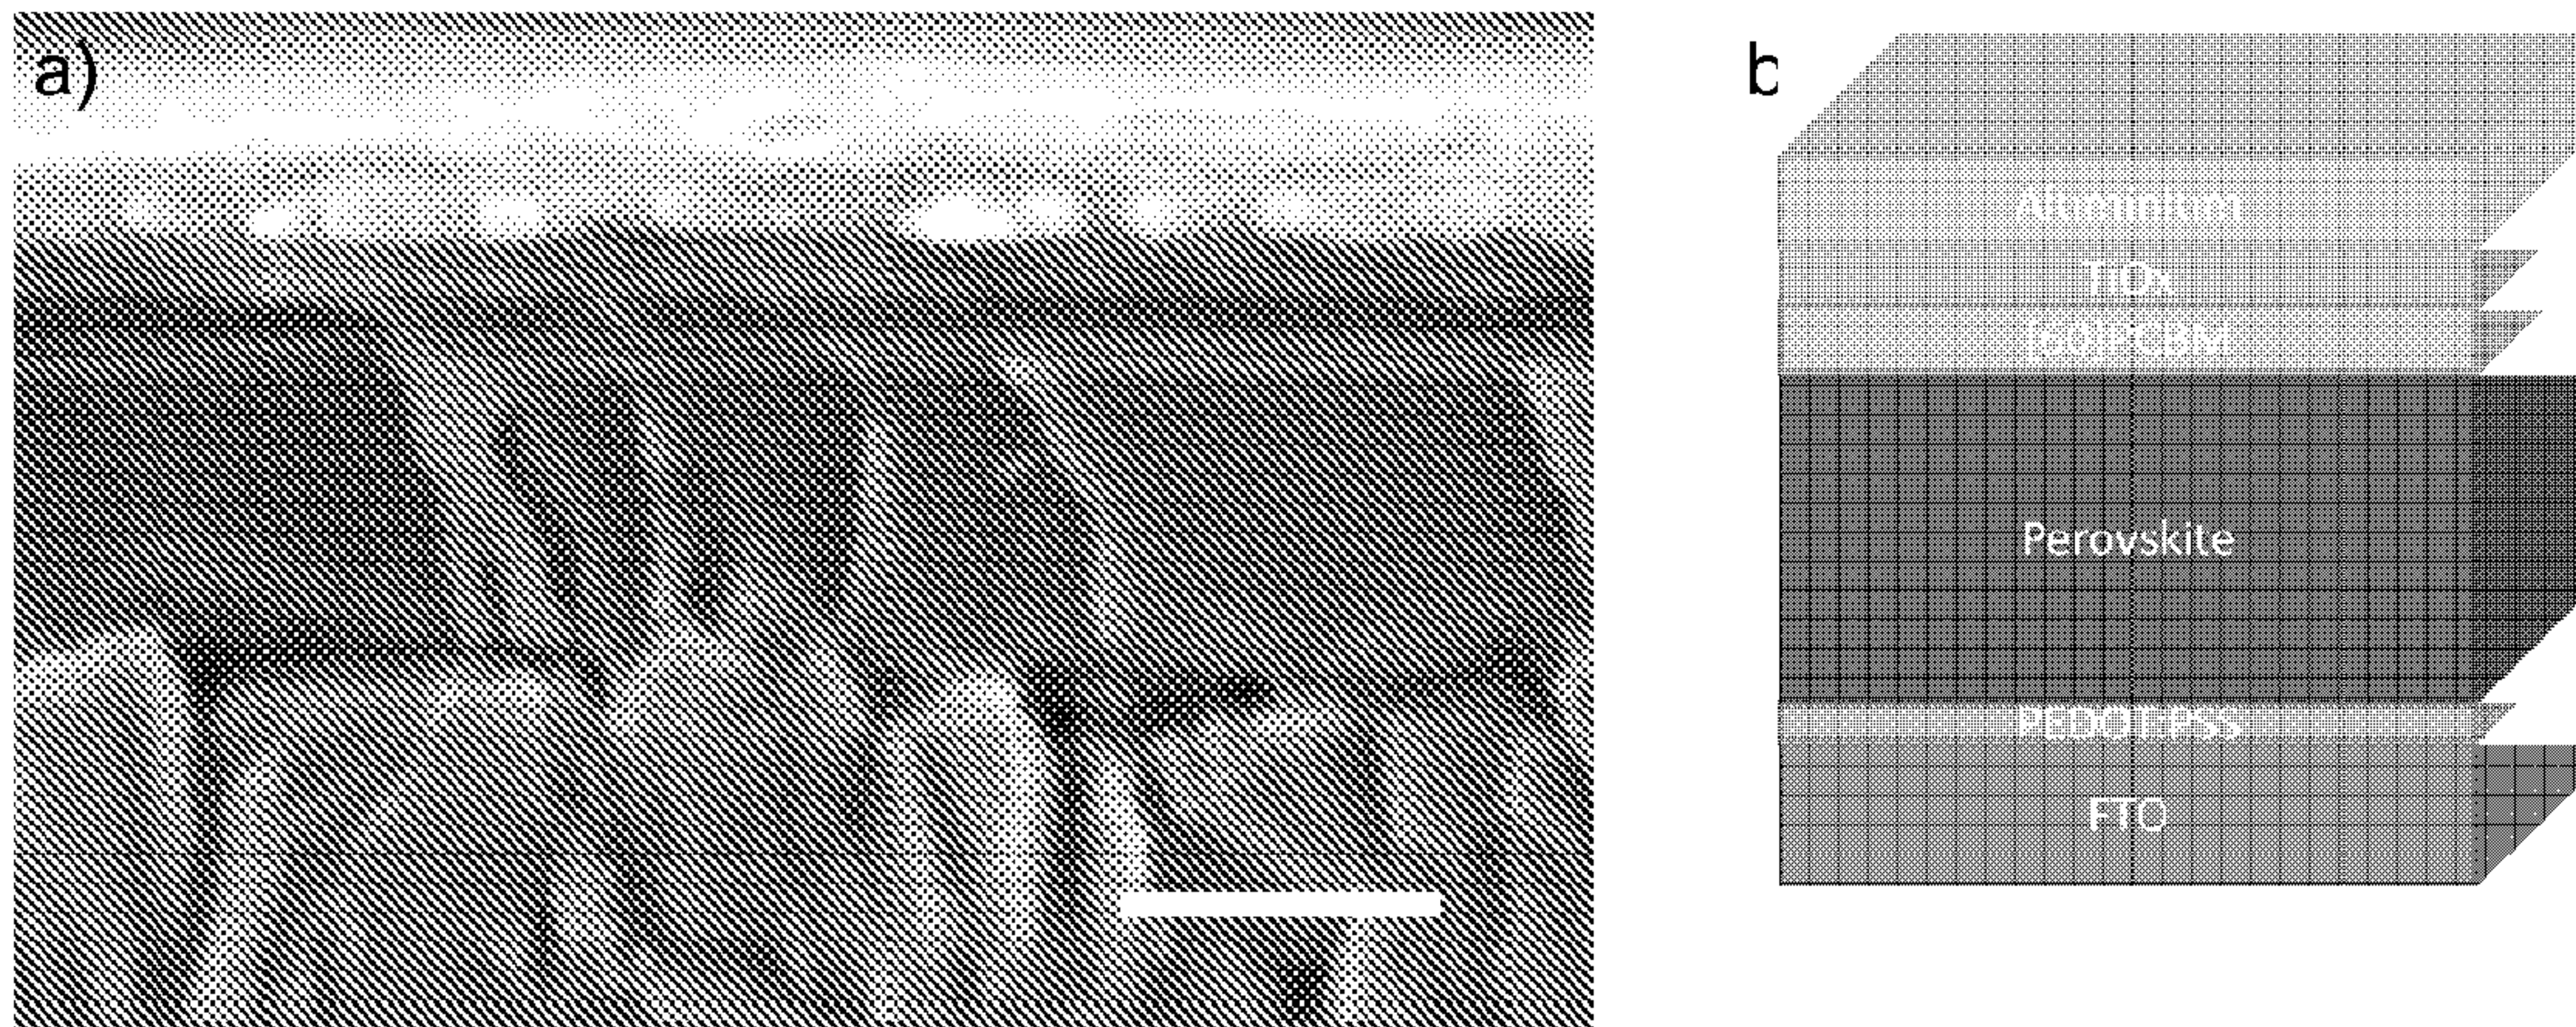 a)
b
Aluminium
TiOx
[60]PCBM
Perovskite
PEDOT:PSS
FTO